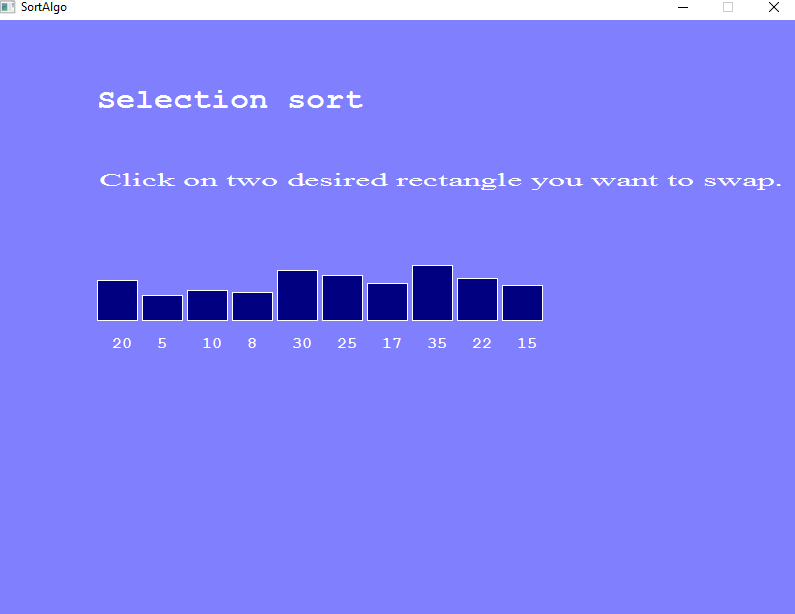 SortAlgo
Selection sort
Click on two desired rectangle you want to swap.
20 5 10 8 30 25 17 35 22 15